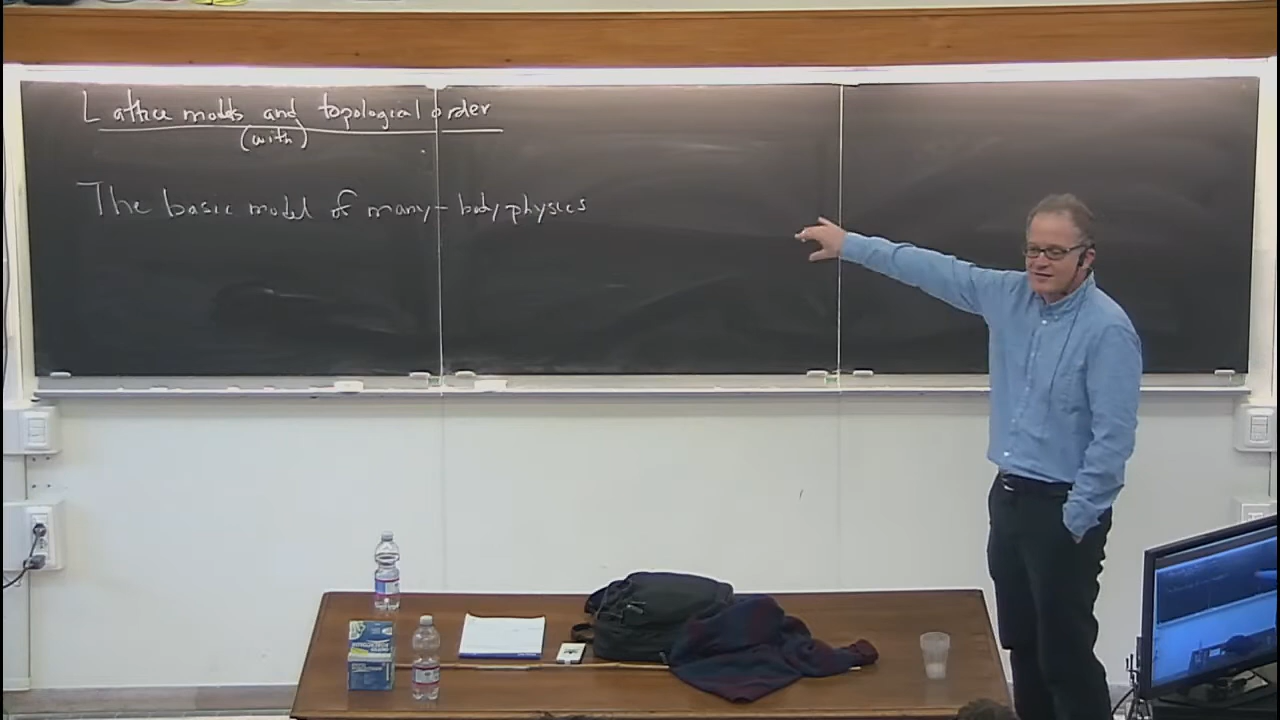 Lattice models and topological order
(with)
The basic model of many-body physics